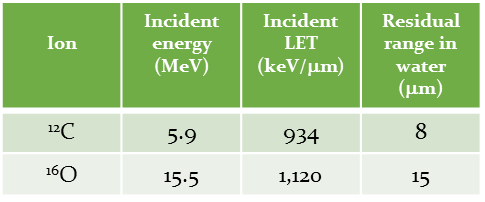 Ion
Incident
energy
(MeV)
Incident
LET
(keV/µm)
Residual
range in
water
(µm)
¹²C 5.9 934 8
¹⁶O 15.5 1,120 15